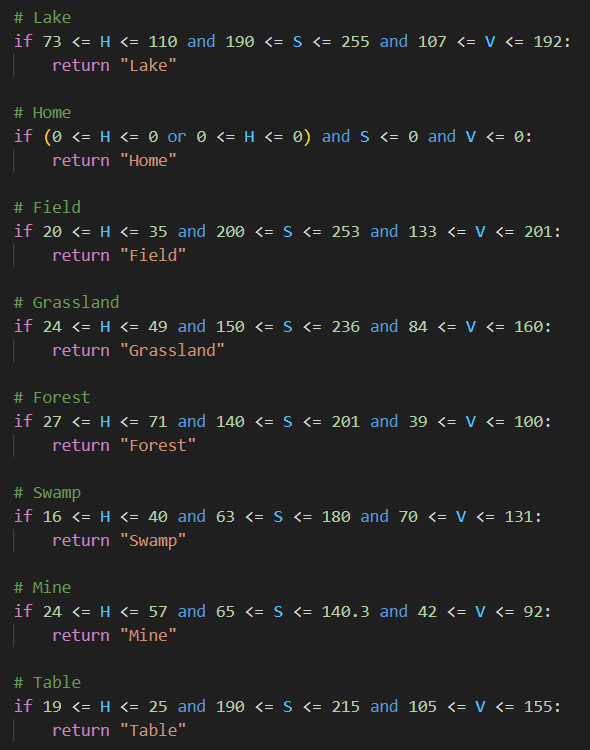 # Lake
if 73 <= H <= 110 and 190 <= S <= 255 and 107 <= V <= 192:
    return "Lake"

# Home
if (0 <= H <= 0 or 0 <= H <= 0) and S <= 0 and V <= 0:
    return "Home"

# Field
if 20 <= H <= 35 and 200 <= S <= 253 and 133 <= V <= 201:
    return "Field"

# Grassland
if 24 <= H <= 49 and 150 <= S <= 236 and 84 <= V <= 160:
    return "Grassland"

# Forest
if 27 <= H <= 71 and 140 <= S <= 201 and 39 <= V <= 100:
    return "Forest"

# Swamp
if 16 <= H <= 40 and 63 <= S <= 180 and 70 <= V <= 131:
    return "Swamp"

# Mine
if 24 <= H <= 57 and 65 <= S <= 140.3 and 42 <= V <= 92:
    return "Mine"

# Table
if 19 <= H <= 25 and 190 <= S <= 215 and 105 <= V <= 155:
    return "Table"